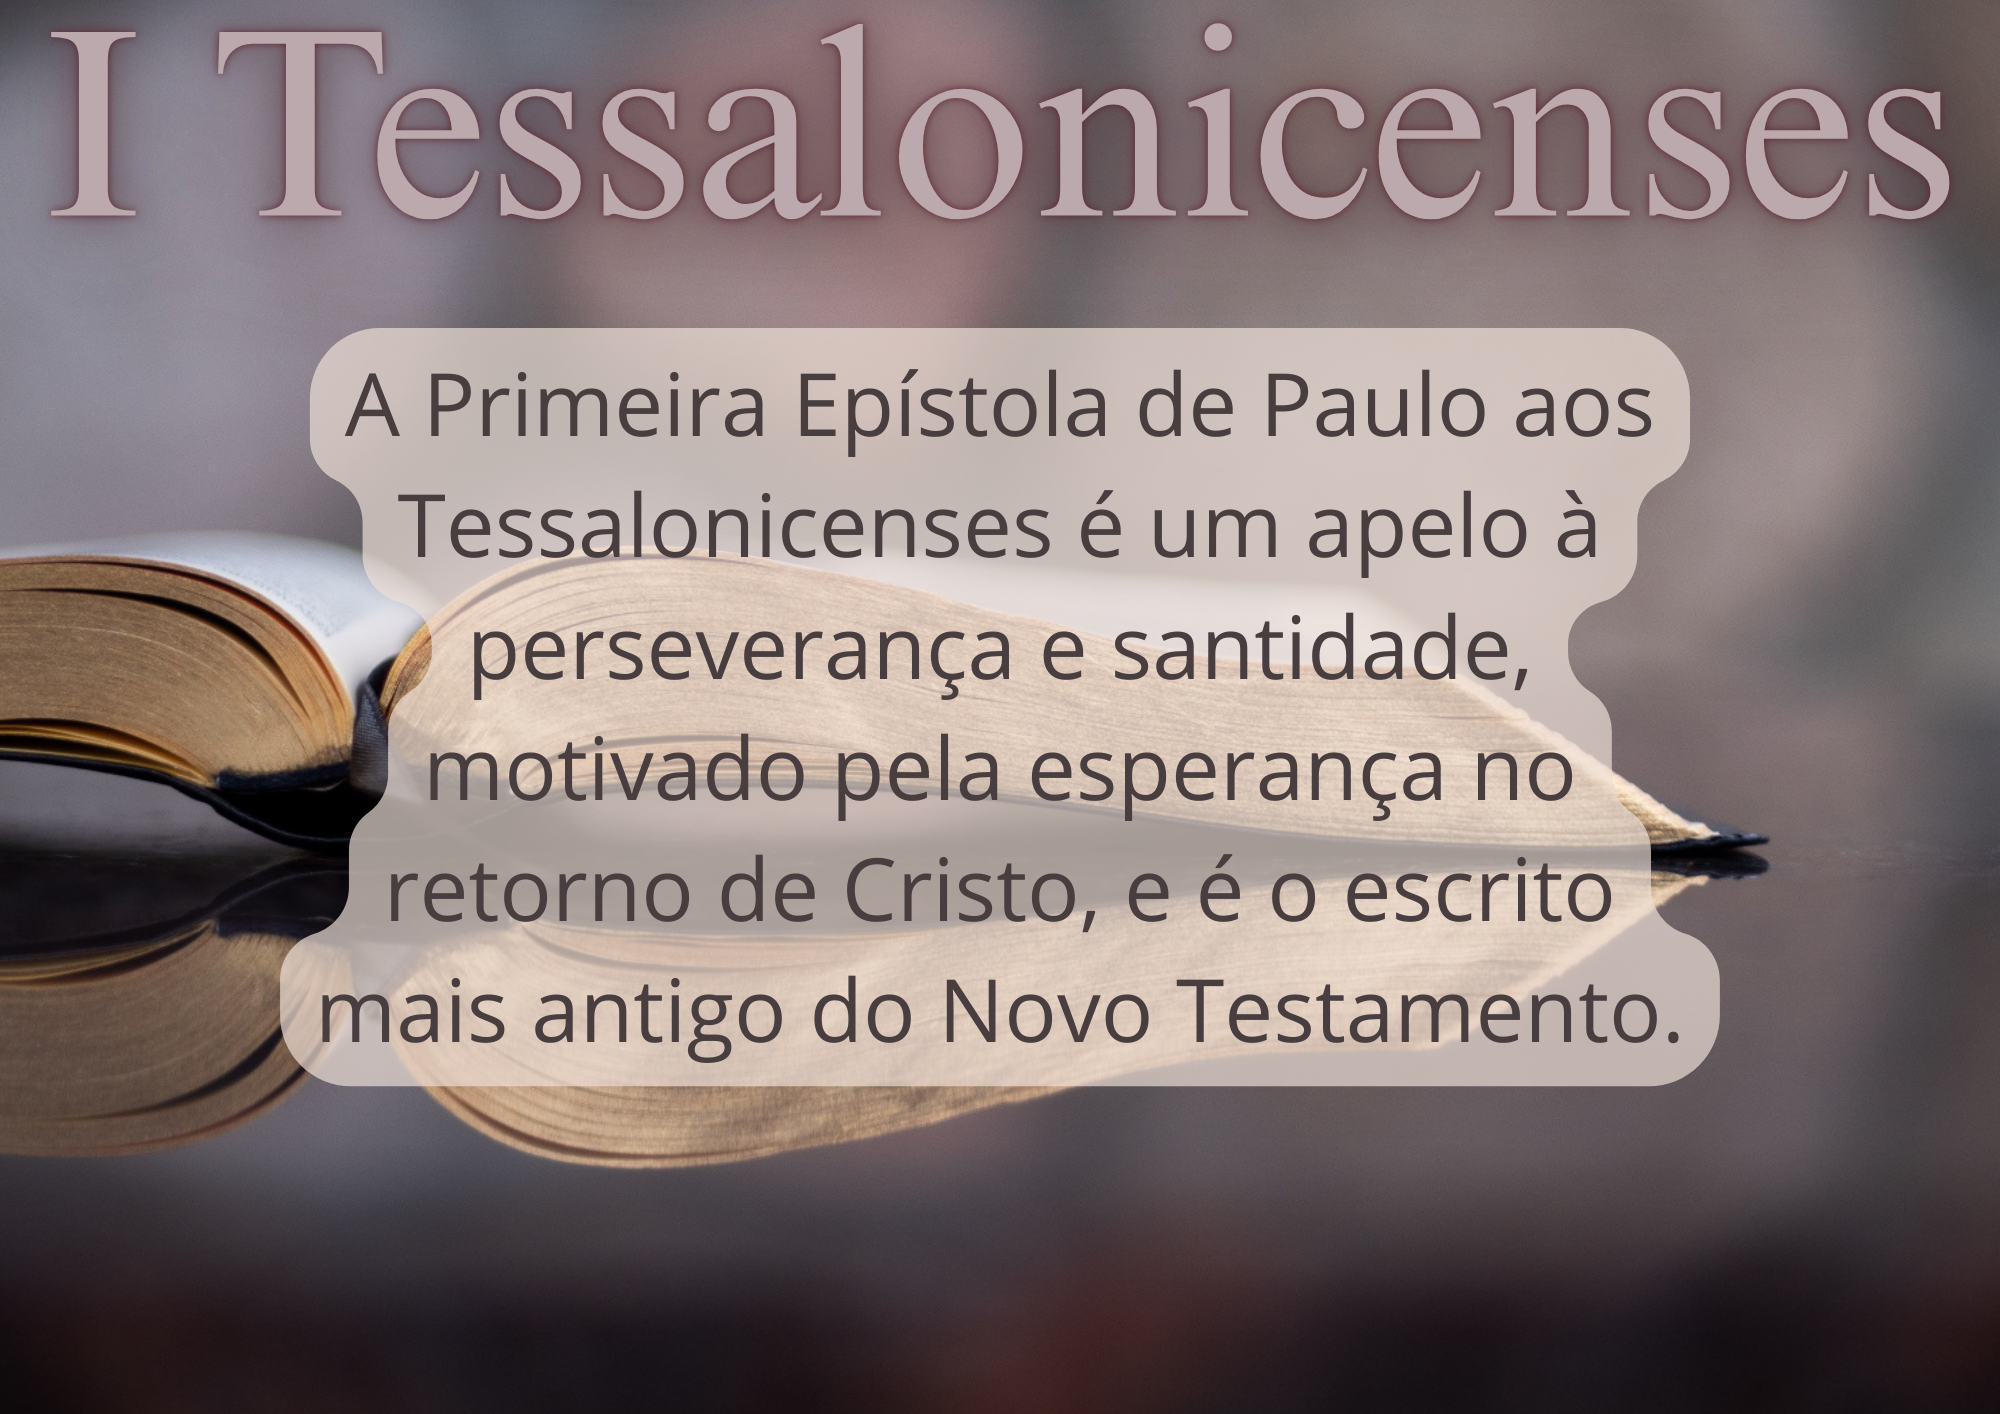 I Tessalonicenses
A Primeira Epístola de Paulo aos
Tessalonicenses é um apelo à
perseverança e santidade,
motivado pela esperança no
retorno de Cristo, e é o escrito
mais antigo do Novo Testamento.